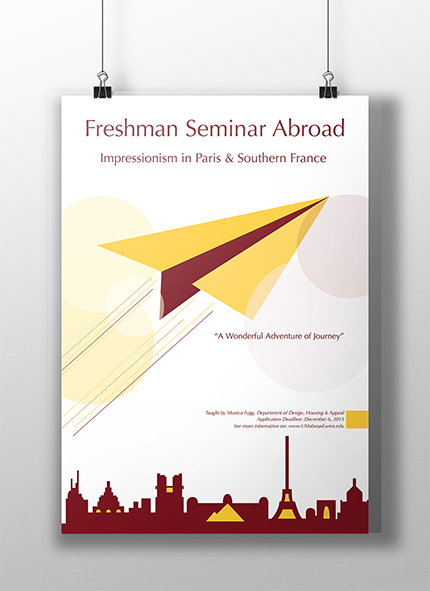 Freshman Seminar Abroad
Impressionism in Paris & Southern France
"A Wonderful Adventure of Journey"
Taught by Monica Fogg, Department of Design, Housing & Appeal
Application Deadline: December 6, 2013
See more information on: www.UMabroad.umn.edu